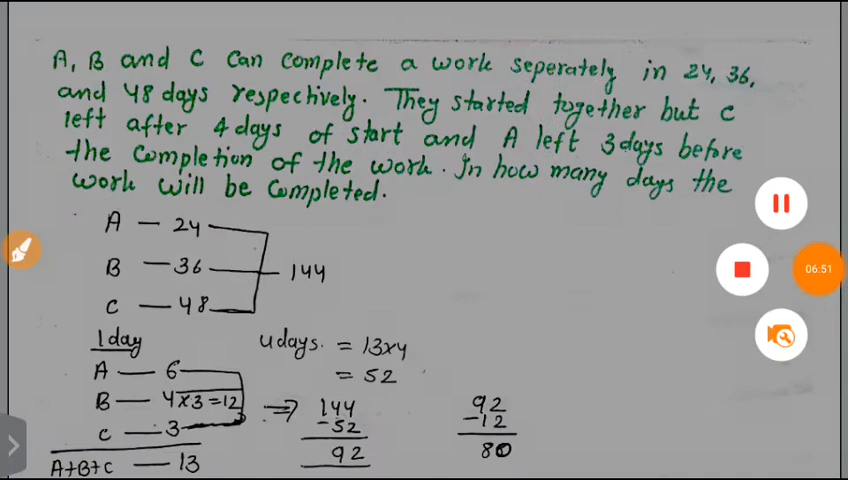 A, B and C can complete a work seperately in 24, 36,
and 48 days respectively. They started together but C
left after 4 days of start and A left 3 days before
the completion of the work. In how many days the
work will be completed.
A — 24
B — 36 — 144
C — 48
1 day
4 days. = 13×4
A — 6
= 52
B — 4×3=12
⇒ 144
92
C — 3
-52
-12
A+B+C — 13
92
80
06:51